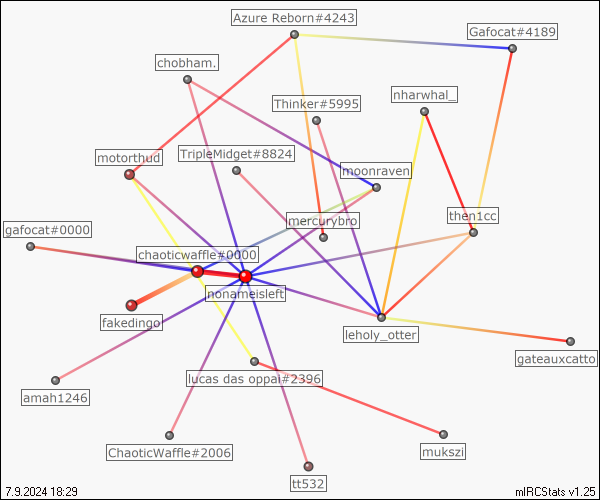 Azure Reborn#4243
Gafocat#4189
chobham.
nharwhal_
Thinker#5995
motorthud
TripleMidget#8824
moonraven
mercurybro
then1cc
gafocat#0000
chaoticwaffle#0000
nonameisleft
fakedingo
leholy_otter
gateauxcatto
lucas das oppai#2396
amah1246
ChaoticWaffle#2006
mukszi
tt532
7.9.2024 18:29
mIRCStats v1.25